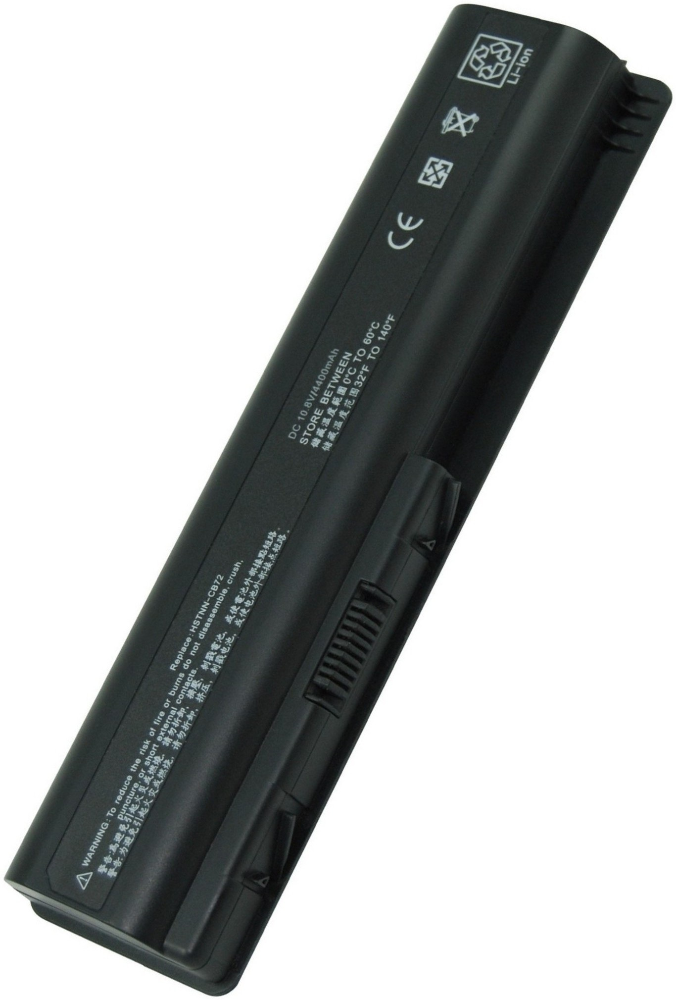 Li-ion
CE
DC 10.8V/4400mAh
STORE BETWEEN
儲藏温度範圍0°C TO 60°C
储藏温度范围32°F TO 140°F
Replace:HSTNN-CB72
WARNING:To reduce the risk of fire or burns do not disassemble, crush,
puncture, or short external contacts.
警告:為避免引起火災或燃燒, 請勿折卸, 擠壓, 刺戳電池, 或使電池外部接點短路.
警告:为避免引起火灾或燃烧, 请勿折卸, 挤压, 刺戳电池, 或使电池外部接点短路.